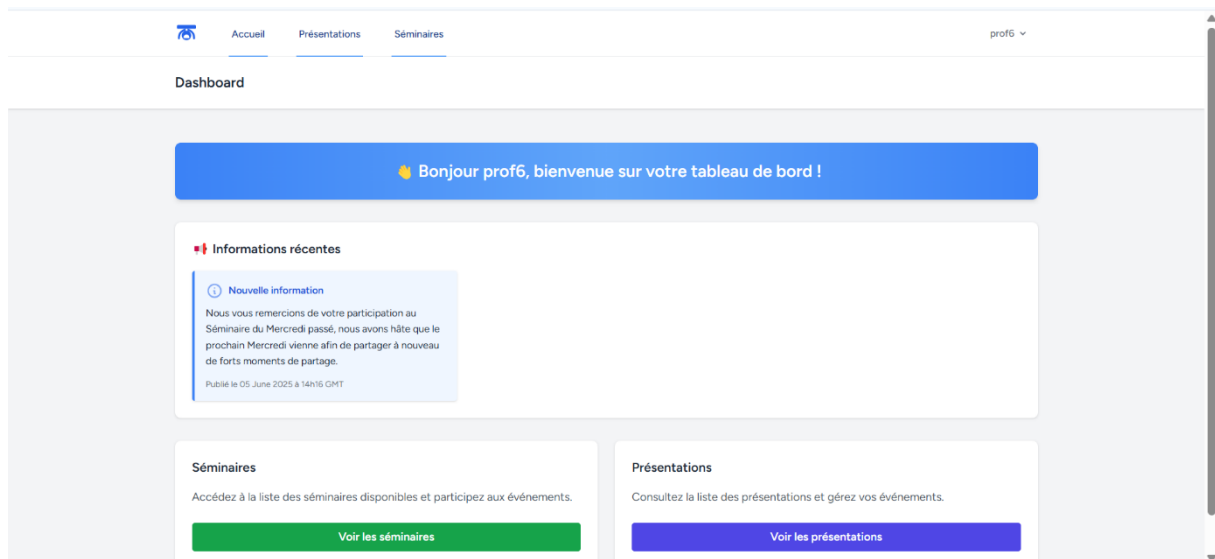 Accueil Présentations Séminaires prof6
Dashboard
👋 Bonjour prof6, bienvenue sur votre tableau de bord !
Informations récentes
Nouvelle information
Nous vous remercions de votre participation au
Séminaire du Mercredi passé, nous avons hâte que le
prochain Mercredi vienne afin de partager à nouveau
de forts moments de partage.
Publié le 05 June 2025 à 14h16 GMT
Séminaires
Accédez à la liste des séminaires disponibles et participez aux événements.
Voir les séminaires
Présentations
Consultez la liste des présentations et gérez vos événements.
Voir les présentations